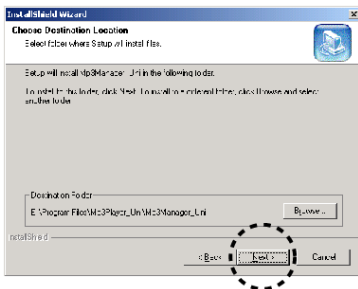 InstallShield Wizard
Choose Destination Location
Select folder where Setup will install files.
Setup will install Mp3Manager_Uni in the following folder.
To install to this folder, click Next. To install to a different folder, click Browse and select
another folder.
Destination Folder
E:\Program Files\Mp3Player_Uni\Mp3Manager_Uni
Browse...
InstallShield
< Back
Next >
Cancel